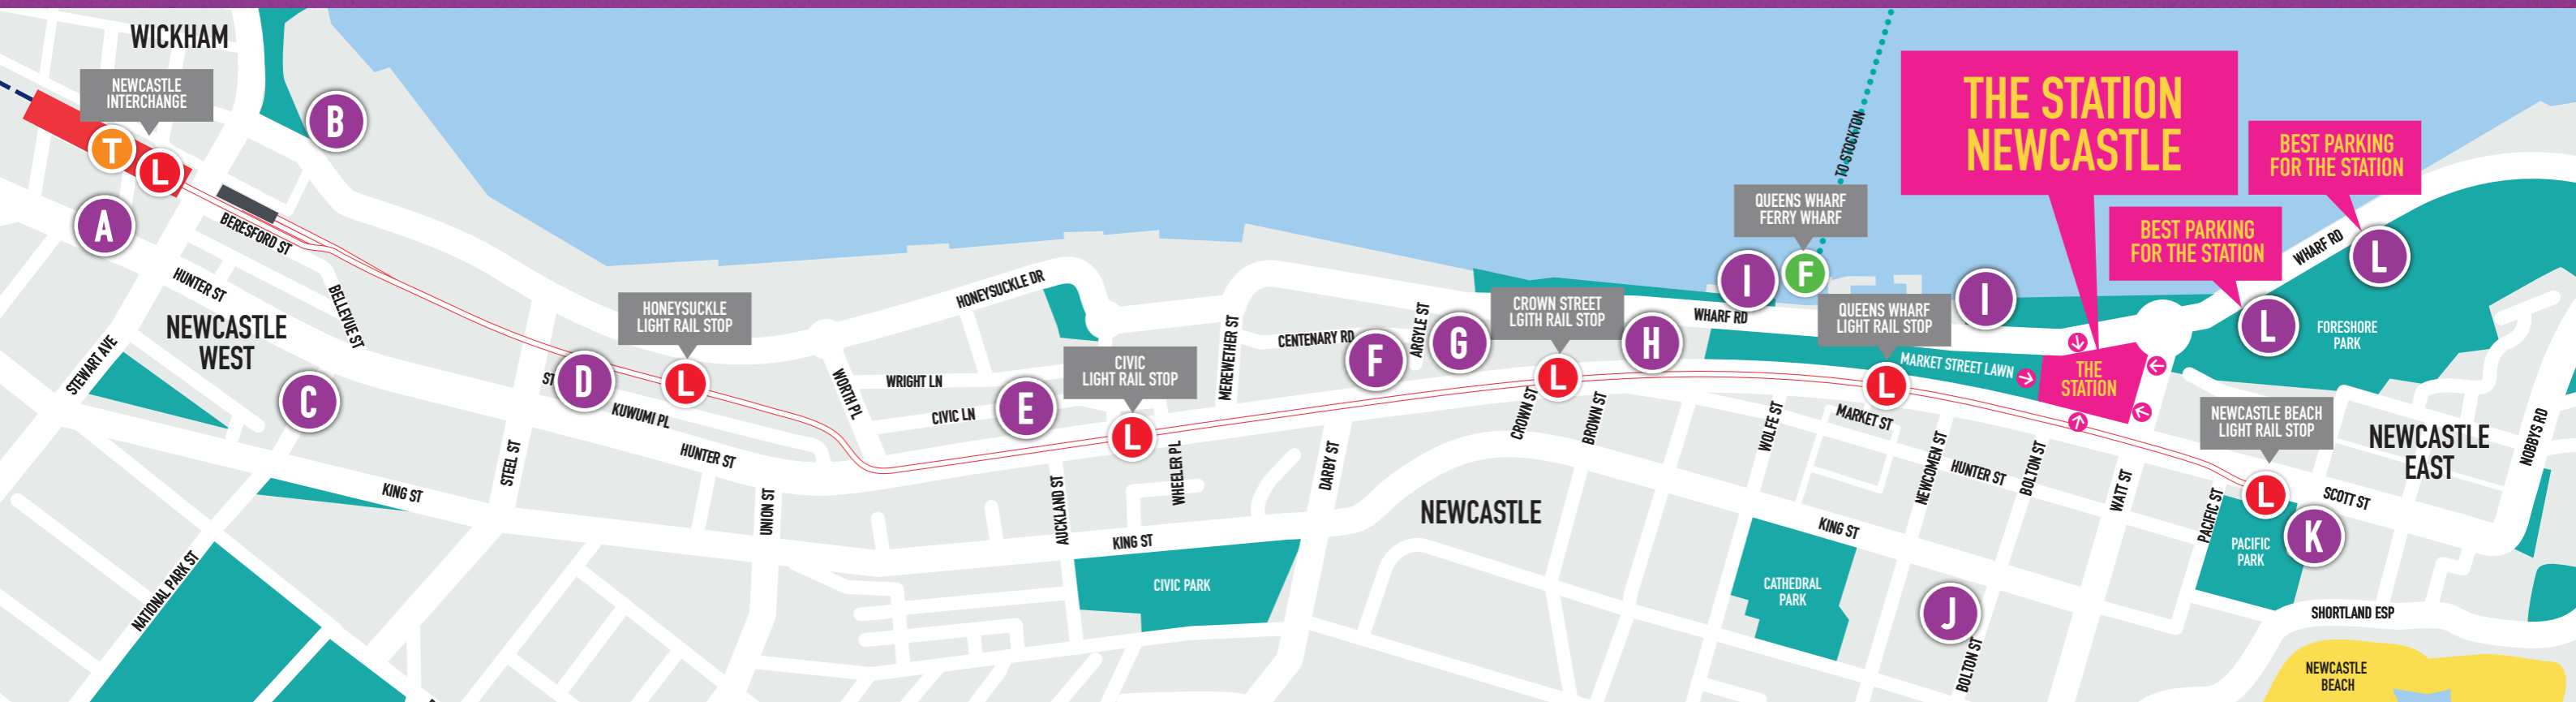 WICKHAM
NEWCASTLE
INTERCHANGE
T
L
A
B
BERESFORD ST
HUNTER ST
BELLEVUE ST
NEWCASTLE
WEST
STEWART AVE
C
HONEYSUCKLE
LIGHT RAIL STOP
ST
D
L
KUWUMI PL
HUNTER ST
STEEL ST
KING ST
UNION ST
NATIONAL PARK ST
HONEYSUCKLE DR
WORTH PL
WRIGHT LN
CIVIC LN
E
CIVIC
LIGHT RAIL STOP
L
MEREWETHER ST
WHEELER PL
AUCKLAND ST
KING ST
CIVIC PARK
DARBY ST
CENTENARY RD
F
ARGYLE ST
G
CROWN STREET
LGITH RAIL STOP
L
H
CROWN ST
BROWN ST
NEWCASTLE
TO STOCKTON
QUEENS WHARF
FERRY WHARF
I
F
WHARF RD
QUEENS WHARF
LIGHT RAIL STOP
L
I
MARKET STREET LAWN
MARKET ST
WOLFE ST
NEWCOMEN ST
HUNTER ST
BOLTON ST
WATT ST
KING ST
CATHEDRAL
PARK
J
BOLTON ST
THE STATION
NEWCASTLE
THE
STATION
BEST PARKING
FOR THE STATION
BEST PARKING
FOR THE STATION
WHARF RD
L
L
FORESHORE
PARK
NEWCASTLE BEACH
LIGHT RAIL STOP
L
NEWCASTLE
EAST
NOBBYS RD
SCOTT ST
PACIFIC ST
PACIFIC
PARK
K
SHORTLAND ESP
NEWCASTLE
BEACH